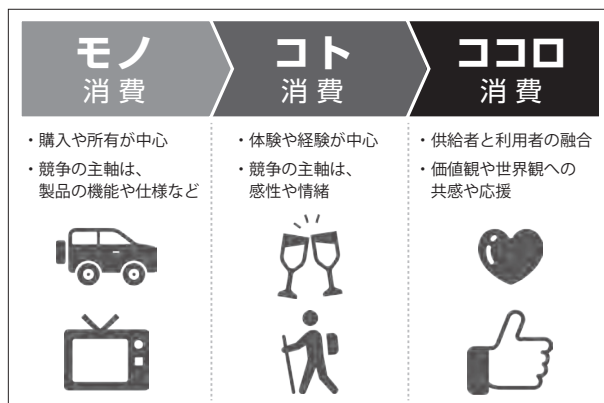 モノ
消費
・購入や所有が中心
・競争の主軸は、
製品の機能や仕様など
コト
消費
・体験や経験が中心
・競争の主軸は、
感性や情緒
ココロ
消費
・供給者と利用者の融合
・価値観や世界観への
共感や応援